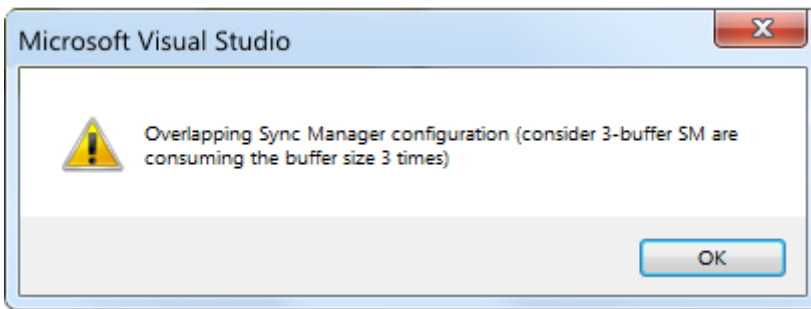 Microsoft Visual Studio
Overlapping Sync Manager configuration (consider 3-buffer SM are
consuming the buffer size 3 times)
OK